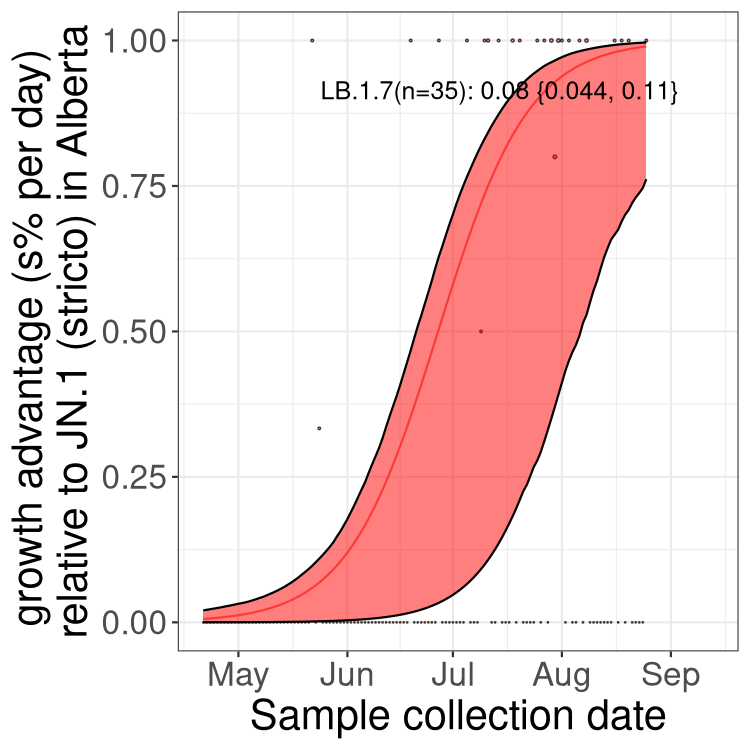 growth advantage (s% per day)
relative to JN.1 (stricto) in Alberta
1.00
0.75
0.50
0.25
0.00
LB.1.7(n=35): 0.08 {0.044, 0.11}
May Jun Jul Aug Sep
Sample collection date